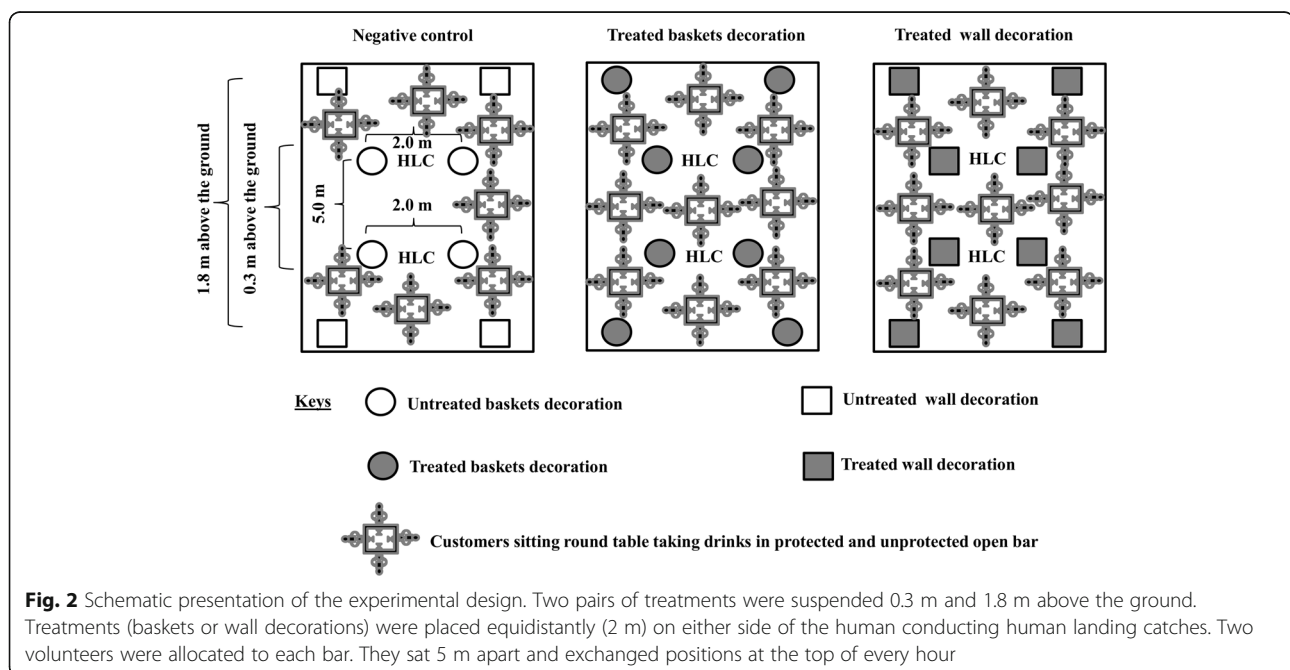 Negative control
Treated baskets decoration
Treated wall decoration
1.8 m above the ground
0.3 m above the ground
5.0 m
2.0 m
HLC
2.0 m
HLC
HLC
HLC
HLC
HLC
Keys
Untreated baskets decoration
Untreated wall decoration
Treated baskets decoration
Treated wall decoration
Customers sitting round table taking drinks in protected and unprotected open bar
Fig. 2 Schematic presentation of the experimental design. Two pairs of treatments were suspended 0.3 m and 1.8 m above the ground.
Treatments (baskets or wall decorations) were placed equidistantly (2 m) on either side of the human conducting human landing catches. Two
volunteers were allocated to each bar. They sat 5 m apart and exchanged positions at the top of every hour